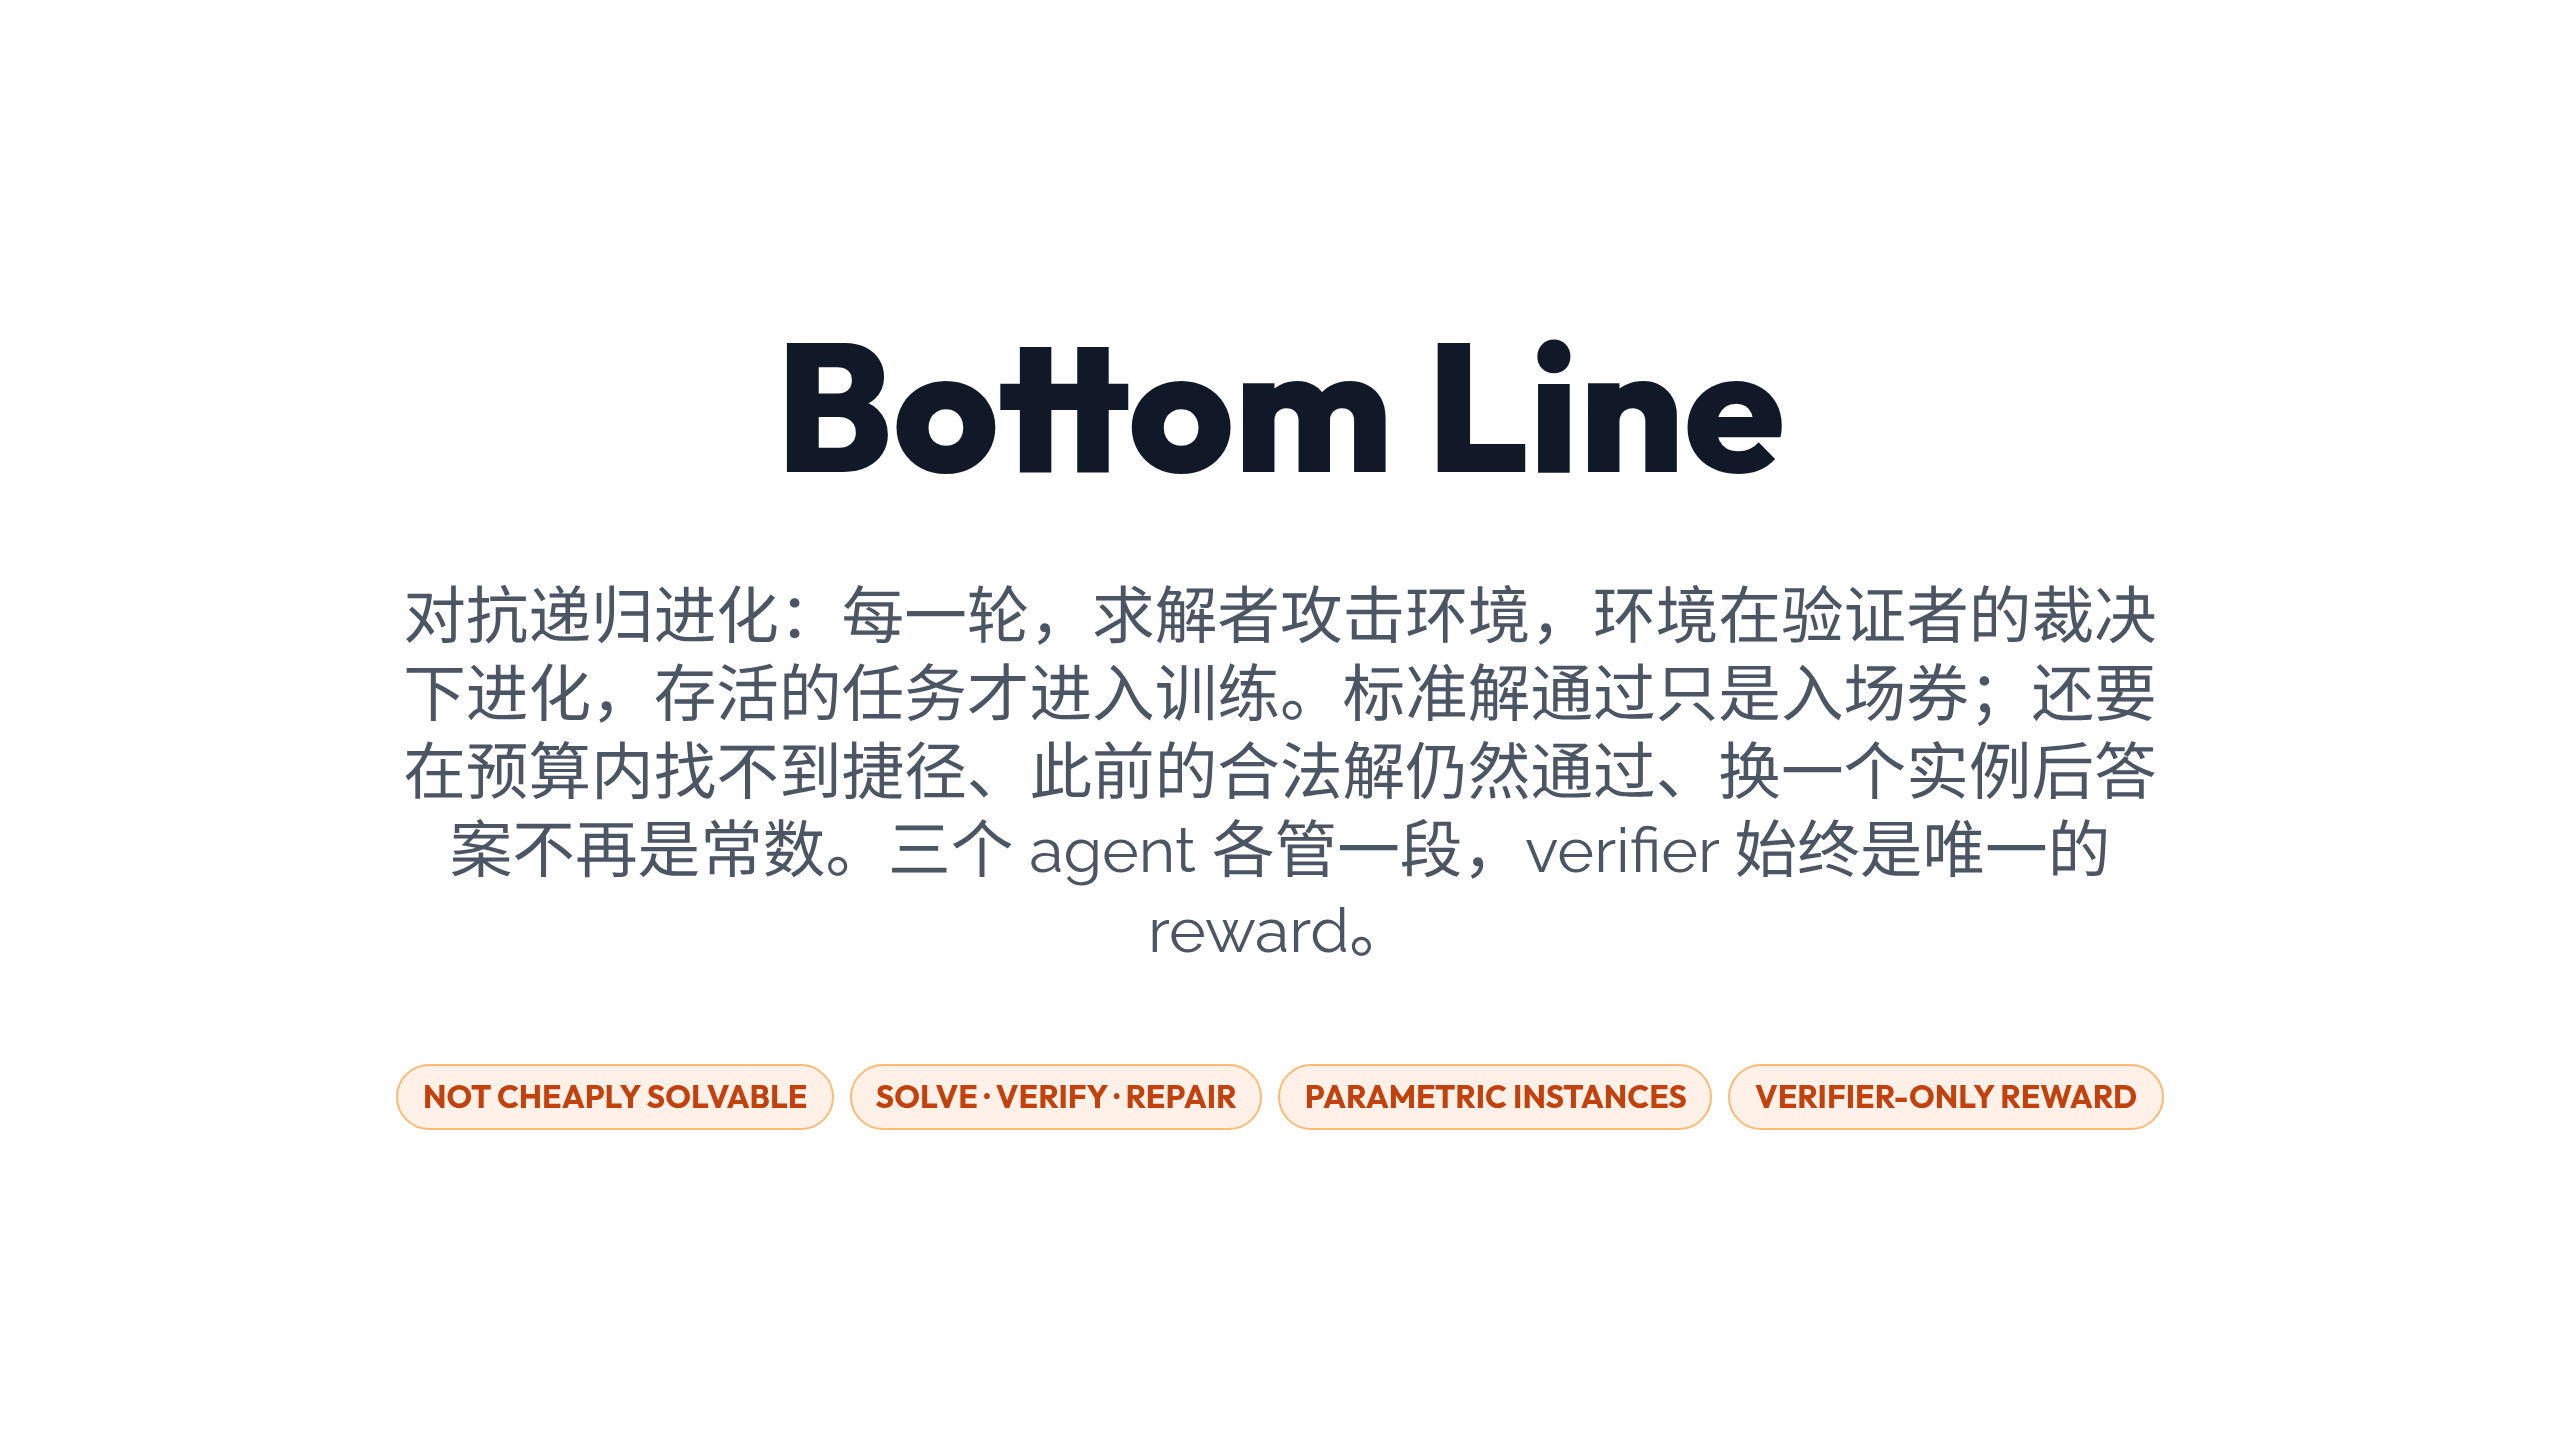 Bottom Line
对抗递归进化：每一轮，求解者攻击环境，环境在验证者的裁决
下进化，存活的任务才进入训练。标准解通过只是入场券；还要
在预算内找不到捷径、此前的合法解仍然通过、换一个实例后答
案不再是常数。三个 agent 各管一段，verifier 始终是唯一的
reward。
NOT CHEAPLY SOLVABLE
SOLVE · VERIFY · REPAIR
PARAMETRIC INSTANCES
VERIFIER-ONLY REWARD